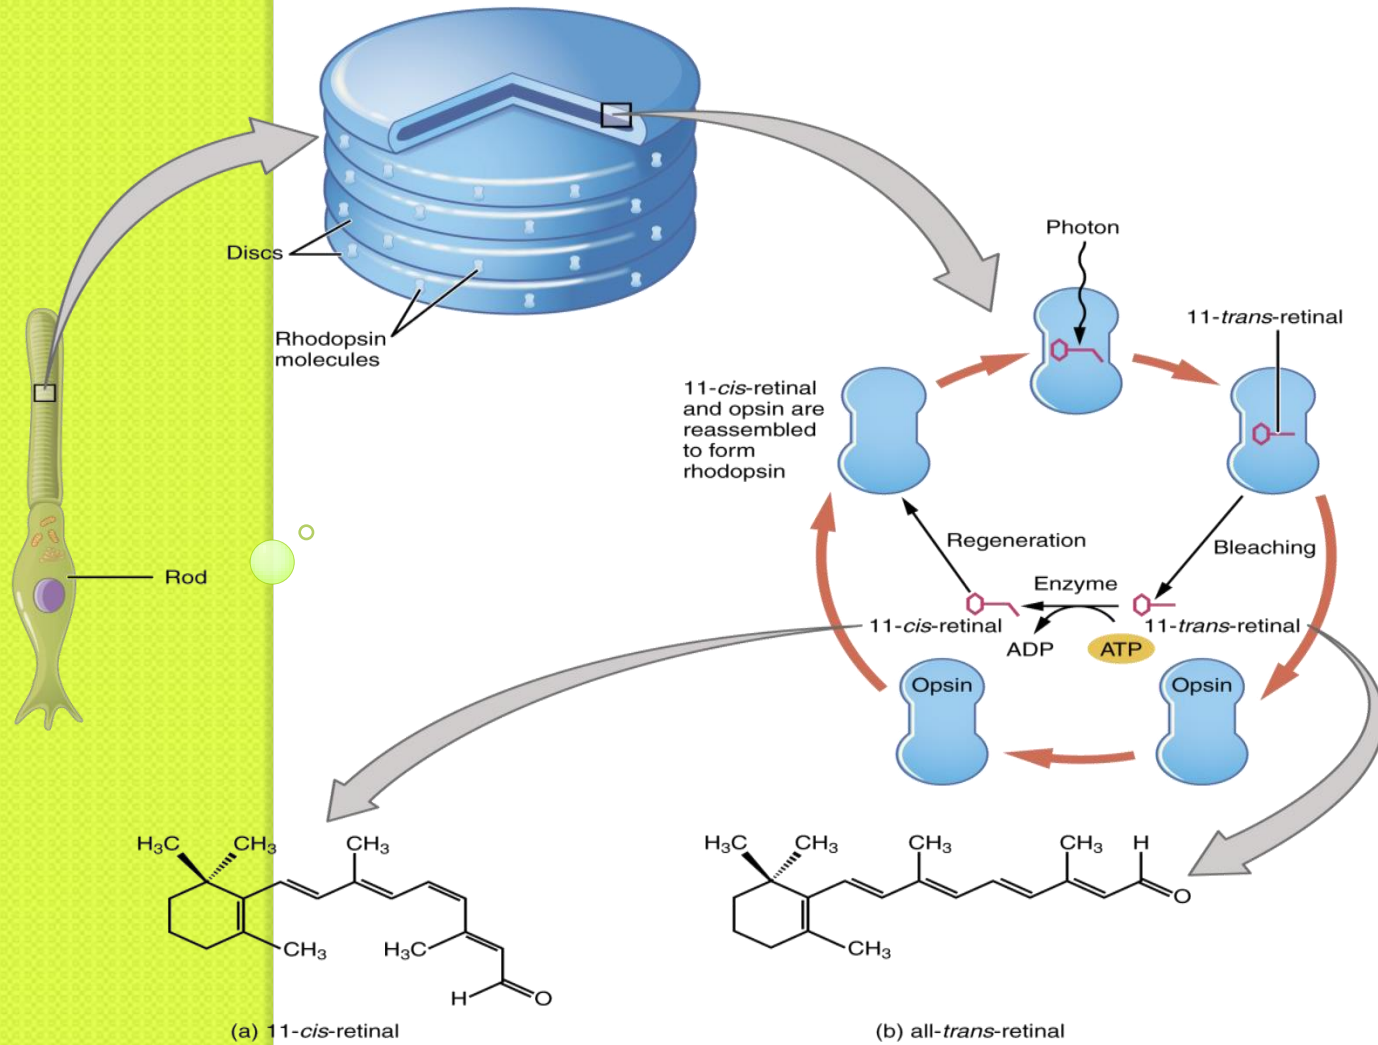 Discs
Rhodopsin
molecules
Rod
Photon
11-trans-retinal
11-cis-retinal
and opsin are
reassembled
to form
rhodopsin
Regeneration
Bleaching
Enzyme
11-cis-retinal
11-trans-retinal
ADP
ATP
Opsin
Opsin
H₃C
CH₃
CH₃
CH₃
H₃C
H
O
(a) 11-cis-retinal
H₃C
CH₃
CH₃
CH₃
H
O
CH₃
(b) all-trans-retinal